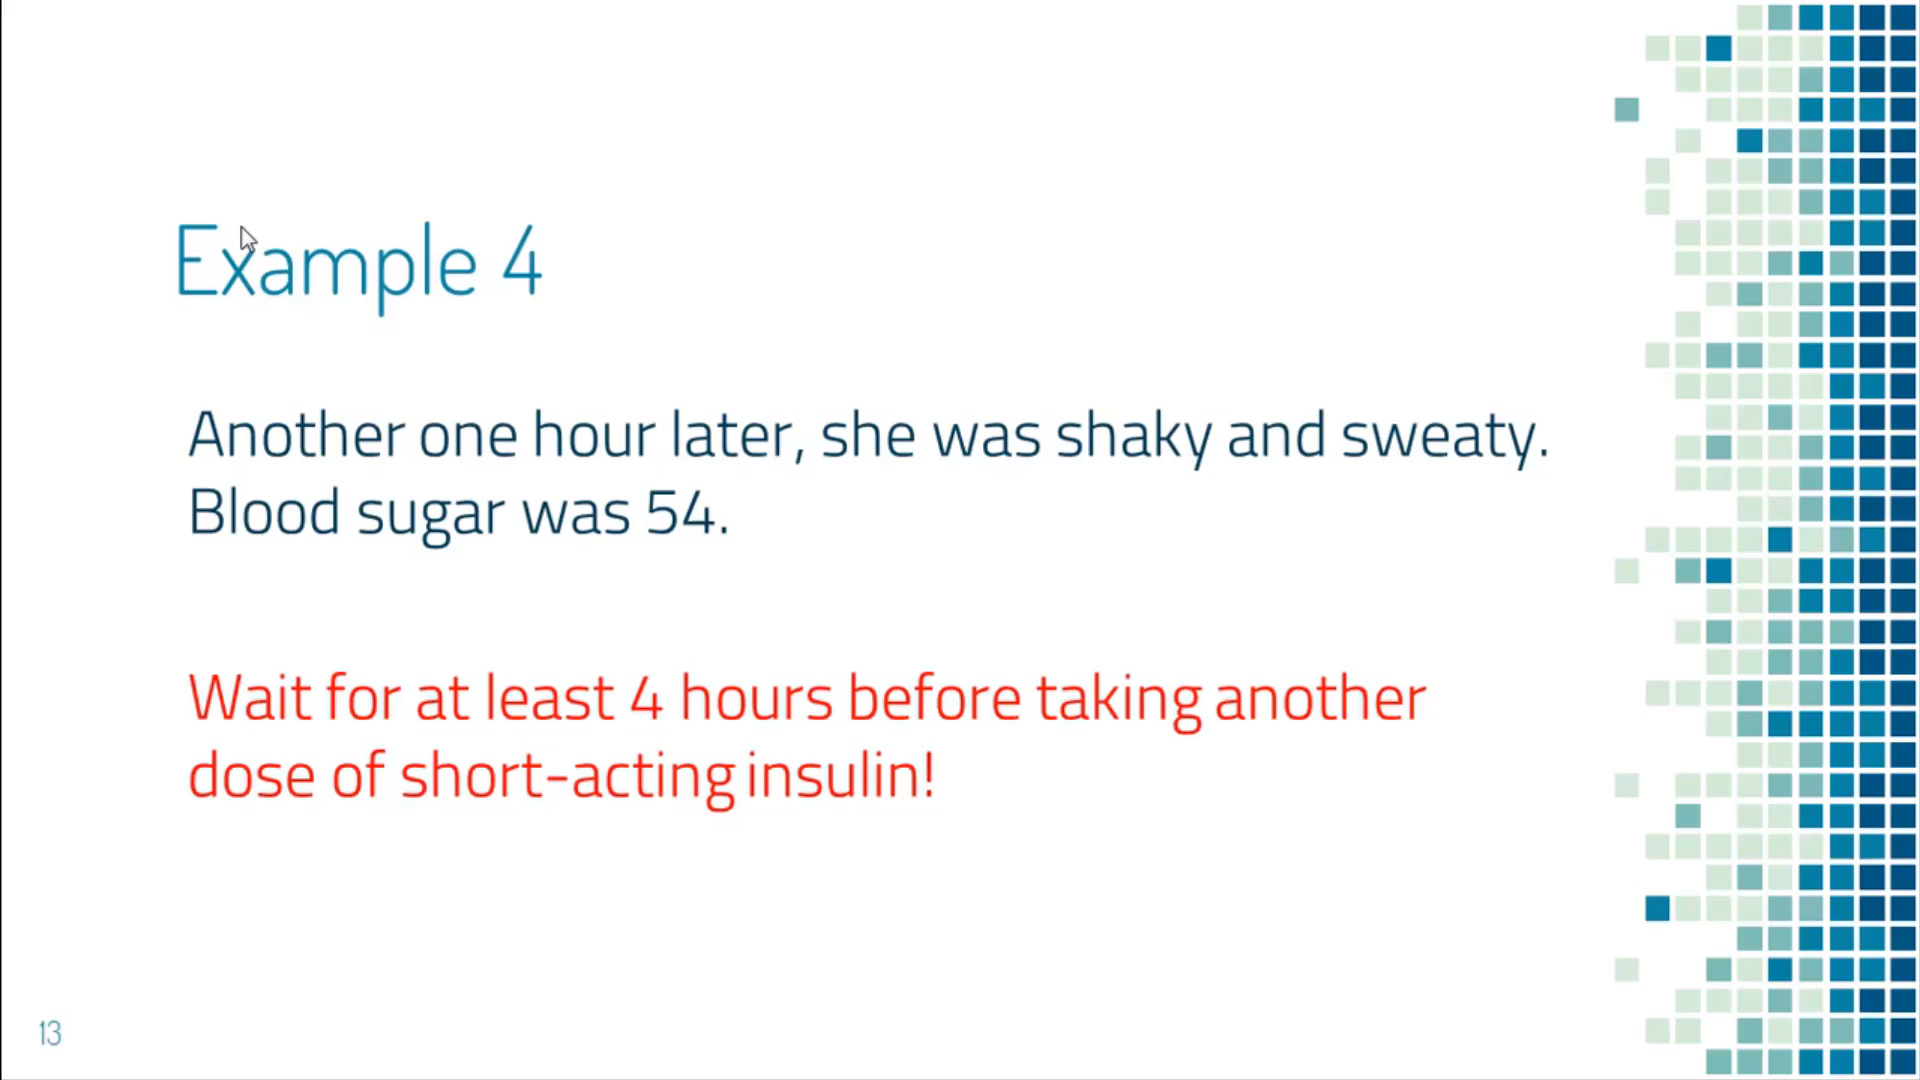 Example 4
Another one hour later, she was shaky and sweaty.
Blood sugar was 54.
Wait for at least 4 hours before taking another
dose of short-acting insulin!
13